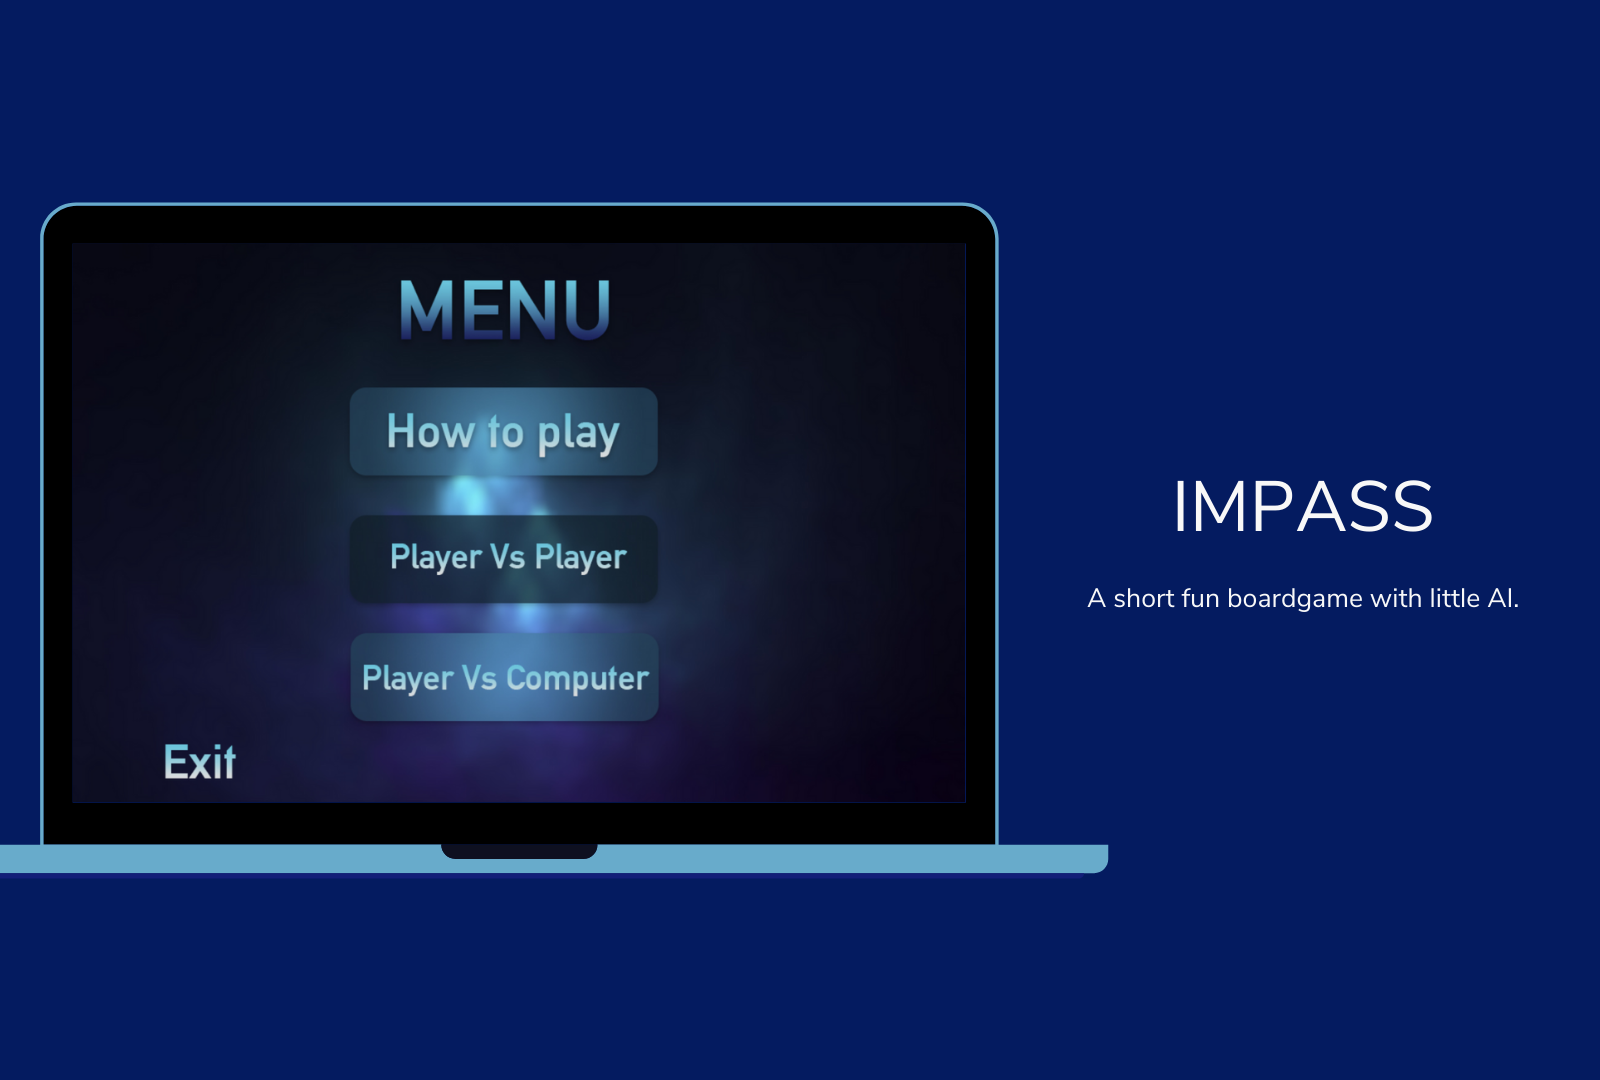 MENU
How to play
Player Vs Player
Player Vs Computer
Exit
IMPASS
A short fun boardgame with little AI.